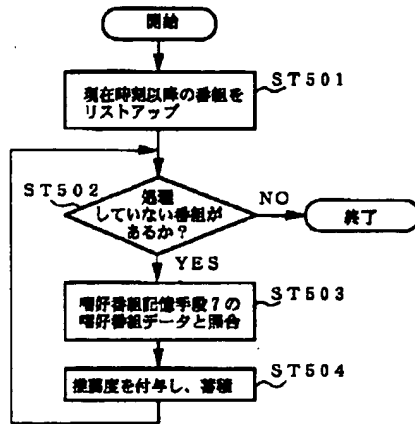 開始
ST501
現在時刻以降の番組を
リストアップ
ST502
処理
していない番組が
あるか?
NO
終了
YES
ST503
嗜好番組記憶手段7の
嗜好番組データと照合
ST504
推薦度を付与し、蓄積